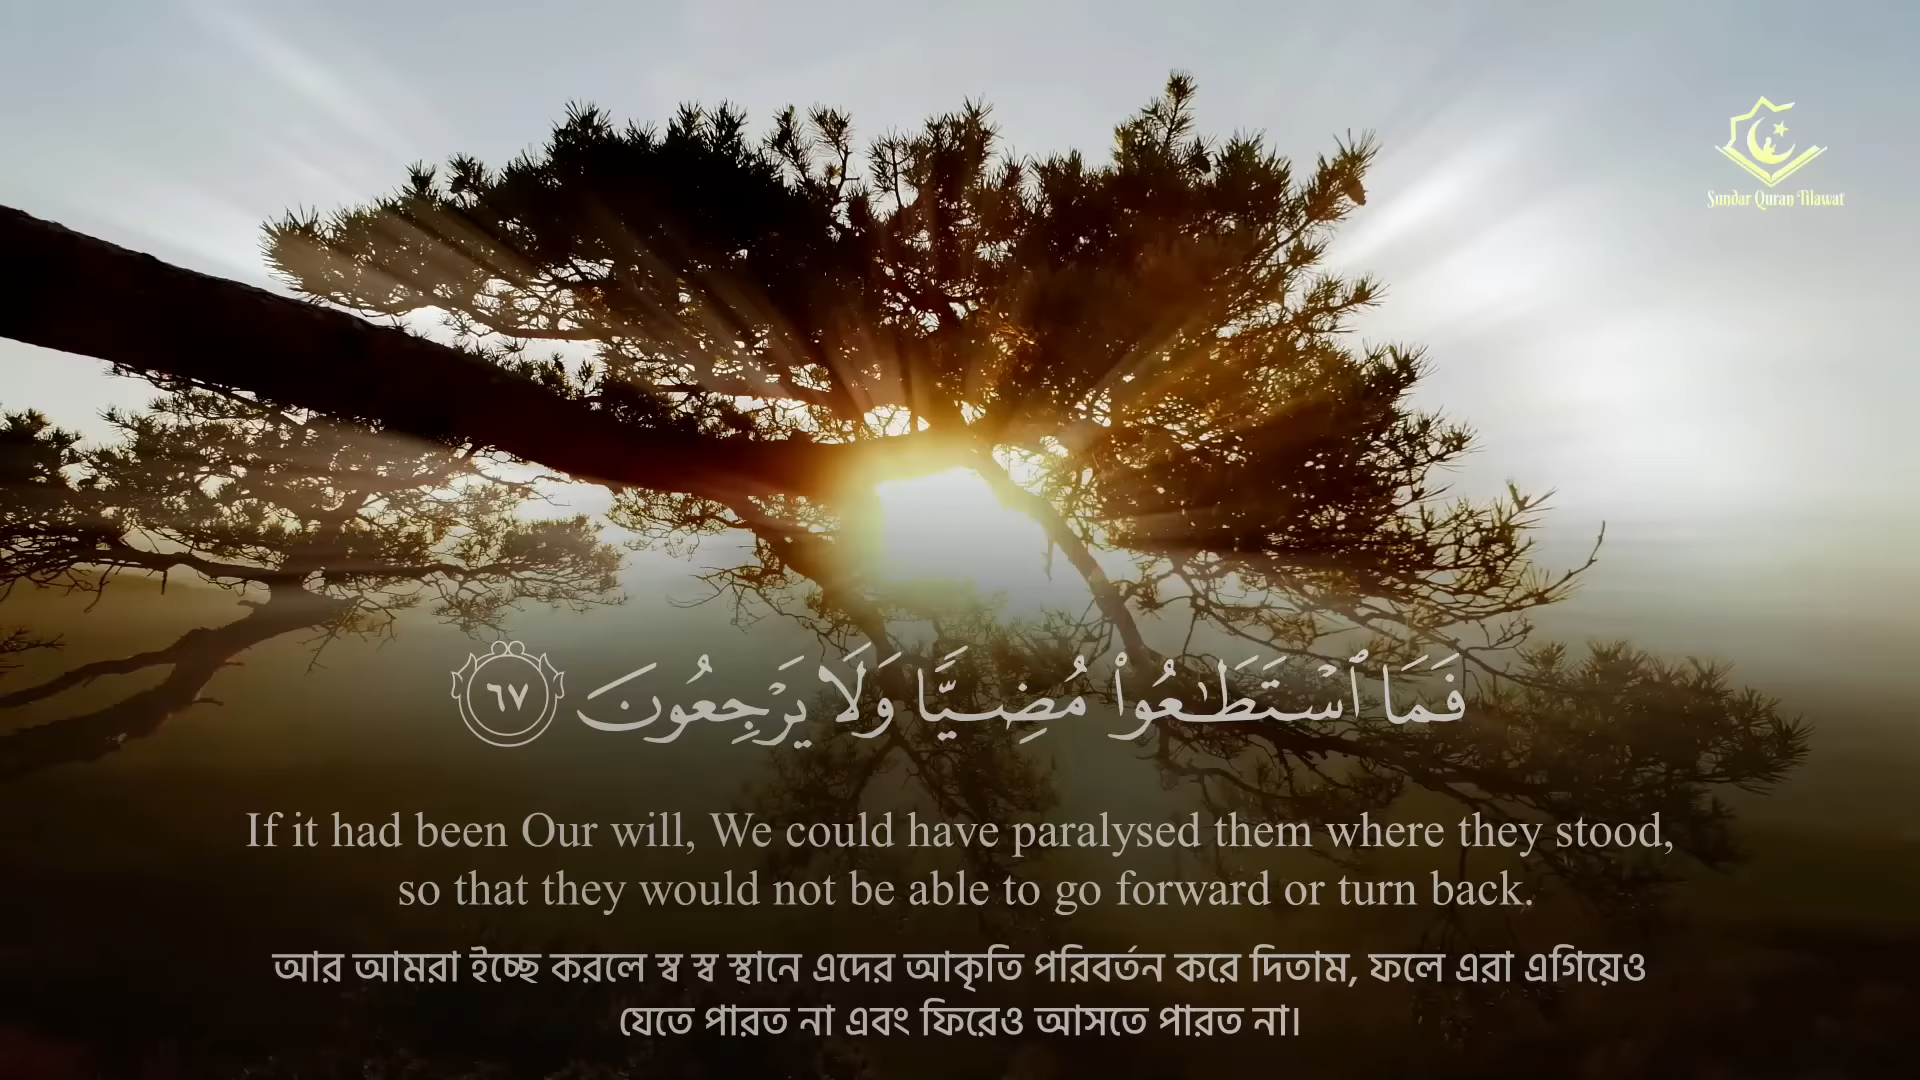 Sundar Quran Tilawat
فَمَا ٱسْتَطَـٰعُوا۟ مُضِيًّا وَلَا يَرْجِعُونَ ٦٧
If it had been Our will, We could have paralysed them where they stood,
so that they would not be able to go forward or turn back.
আর আমরা ইচ্ছে করলে স্ব স্ব স্থানে এদের আকৃতি পরিবর্তন করে দিতাম, ফলে এরা এগিয়েও
যেতে পারত না এবং ফিরেও আসতে পারত না।